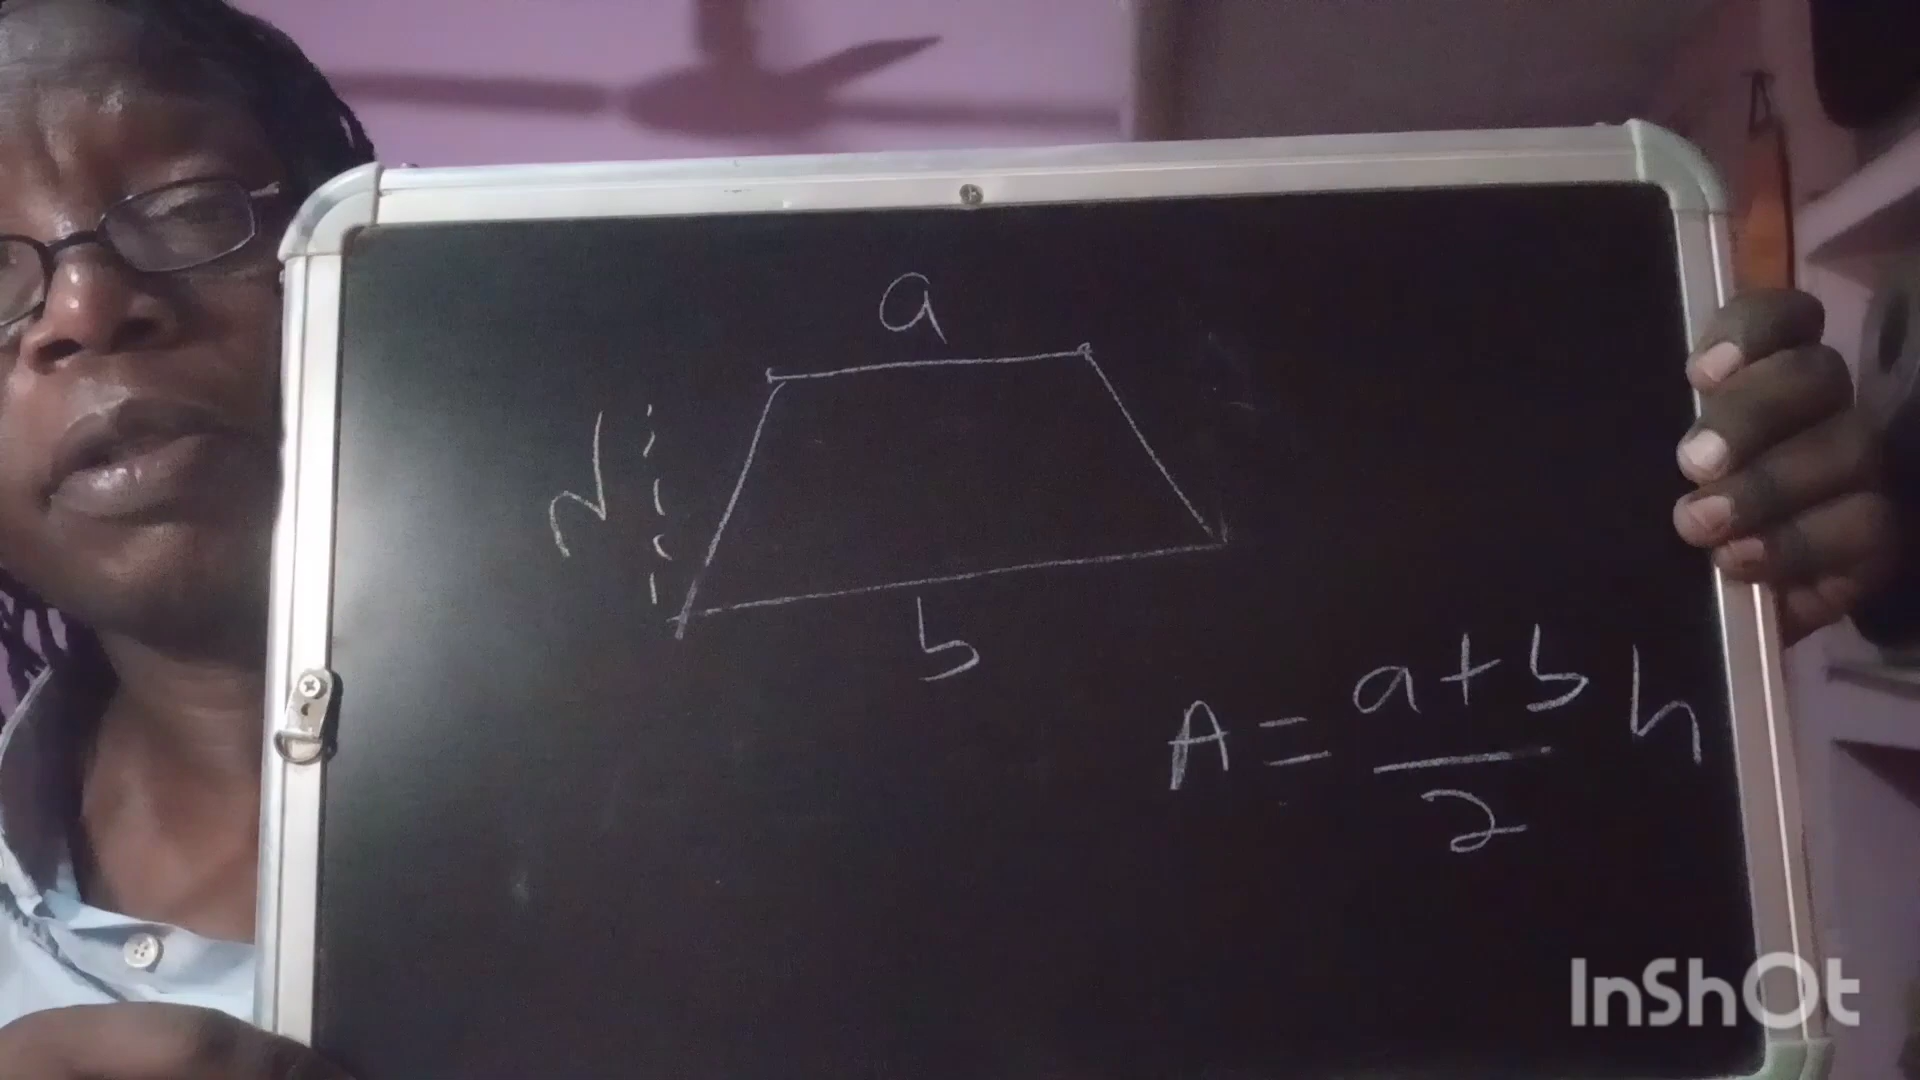 a
h
b
A = a+b/2 h
InShOt